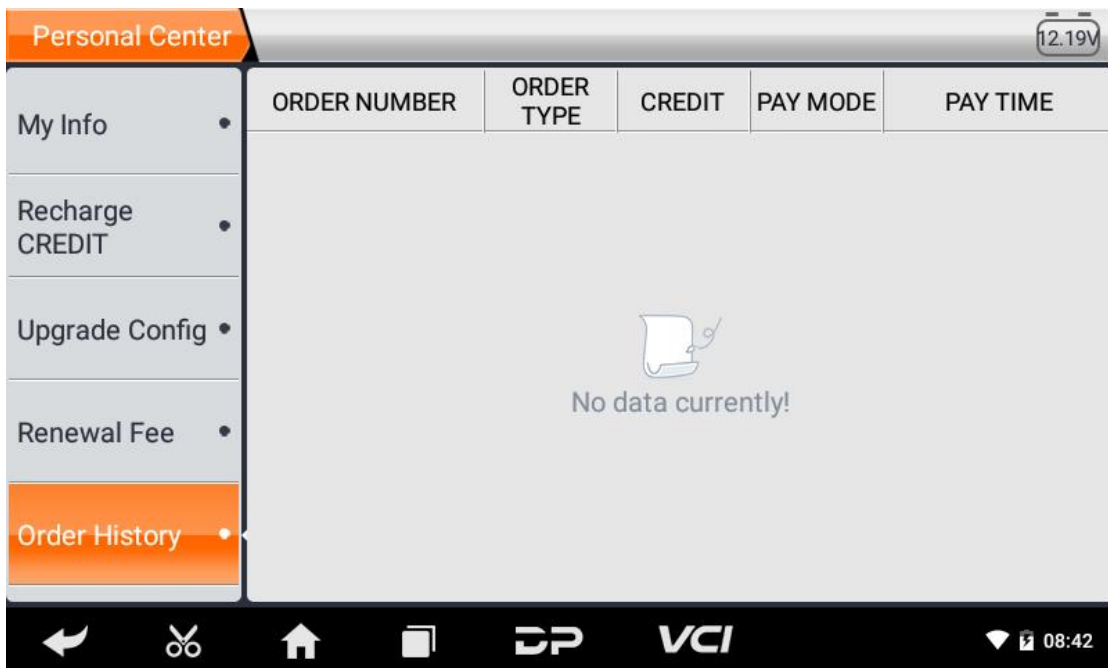 Personal Center
12.19V
My Info
Recharge
CREDIT
Upgrade Config
Renewal Fee
Order History
ORDER NUMBER
ORDER
TYPE
CREDIT
PAY MODE
PAY TIME
No data currently!
DP
VCI
08:42